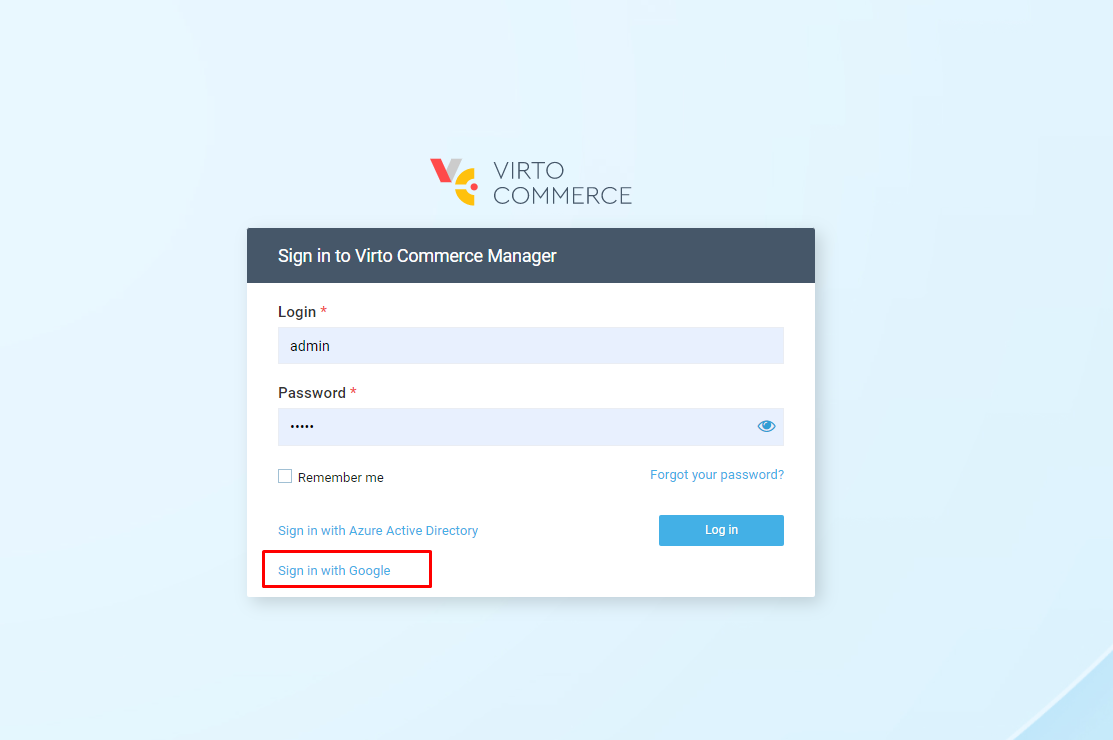 VIRTO
COMMERCE
Sign in to Virto Commerce Manager
Login *
admin
Password *
•••••
Remember me
Forgot your password?
Sign in with Azure Active Directory
Log in
Sign in with Google